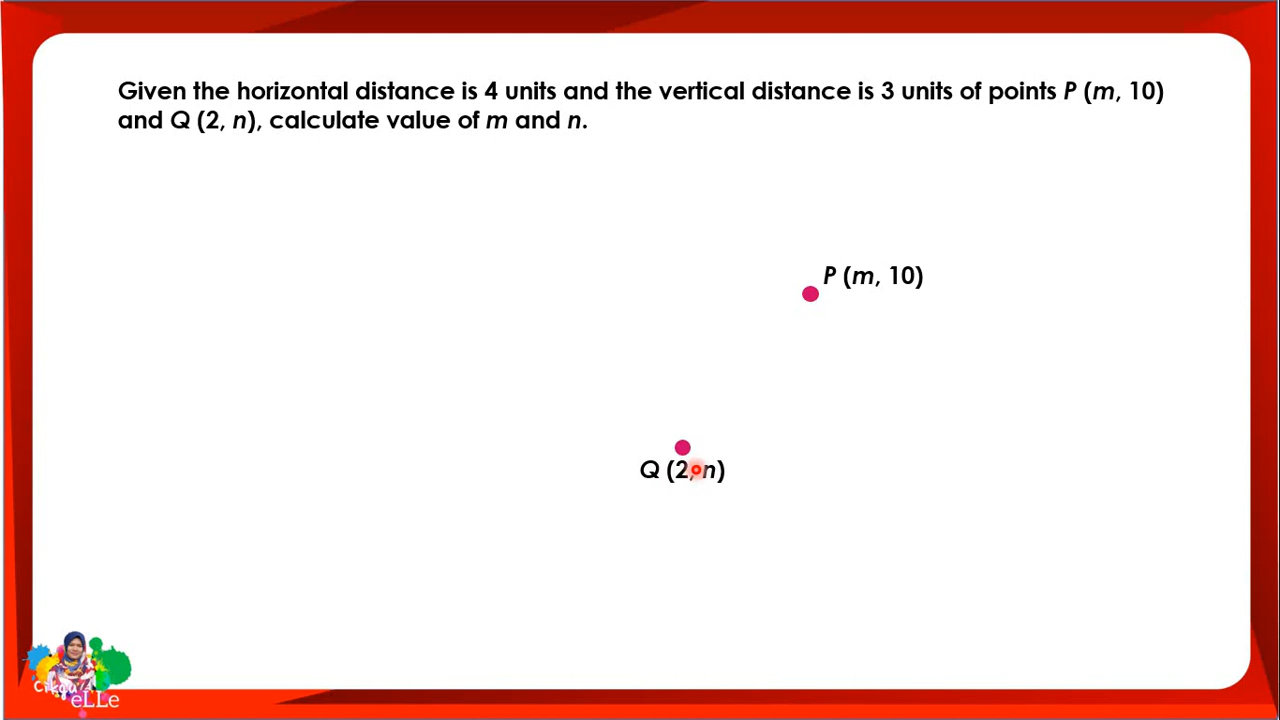 Given the horizontal distance is 4 units and the vertical distance is 3 units of points P (m, 10)
and Q (2, n), calculate value of m and n.
P (m, 10)
Q (2, n)
Cikgu
eLLe